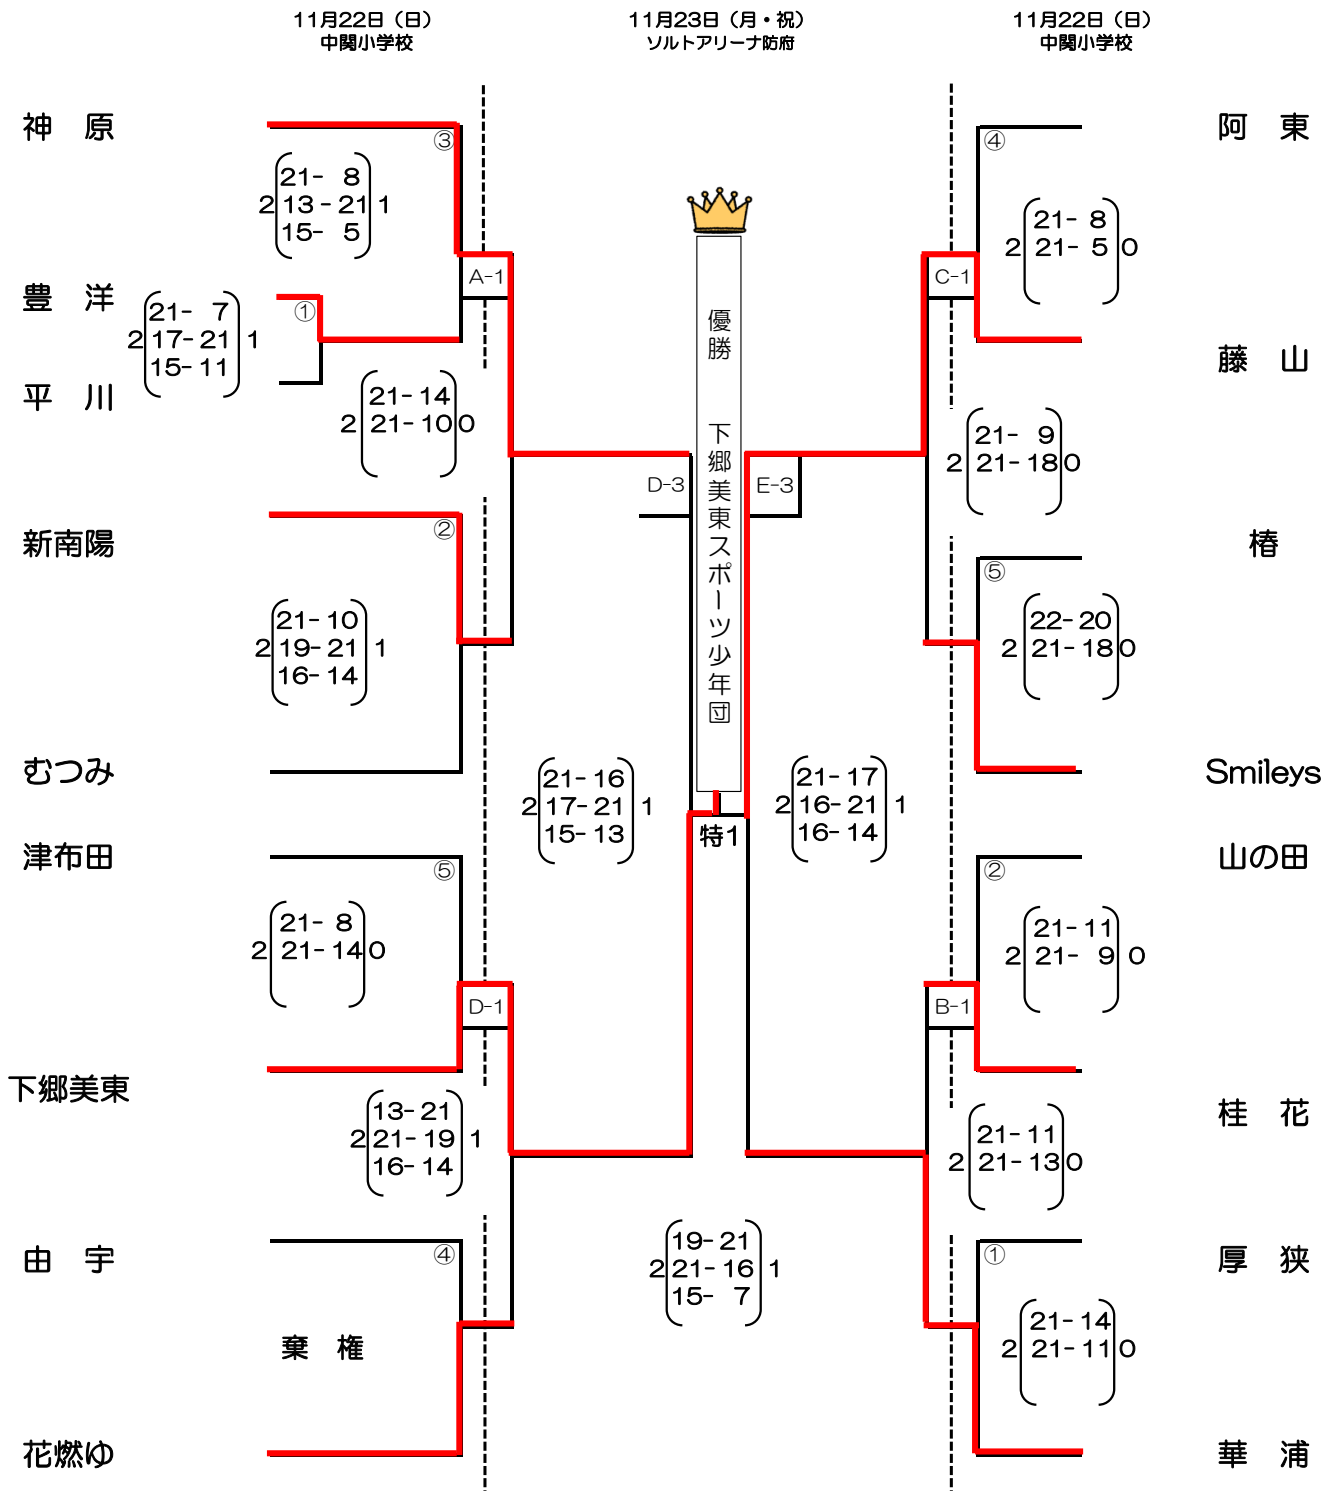 11月22日（日）
中関小学校
11月23日（月・祝）
ソルトアリーナ防府
11月22日（日）
中関小学校
神　原
③
21- 8
2 13 - 21 1
15- 5
A-1
豊　洋
①
21- 7
2 17- 21 1
15- 11
平　川
21- 14
2 21- 10 0
新南陽
②
21- 10
2 19- 21 1
16- 14
むつみ
津布田
⑤
21- 8
2 21- 14 0
D-1
下郷美東
13- 21
2 21- 19 1
16- 14
由　宇
④
棄　権
花燃ゆ
D-3
21- 16
2 17- 21 1
15- 13
優勝　下郷美東スポーツ少年団
特1
19- 21
2 21- 16 1
15- 7
E-3
21- 17
2 16- 21 1
16- 14
阿　東
④
21- 8
2 21- 5 0
C-1
藤　山
21- 9
2 21- 18 0
椿
⑤
22- 20
2 21- 18 0
Smileys
山の田
②
21- 11
2 21- 9 0
B-1
桂　花
21- 11
2 21- 13 0
厚　狭
①
21- 14
2 21- 11 0
華　浦